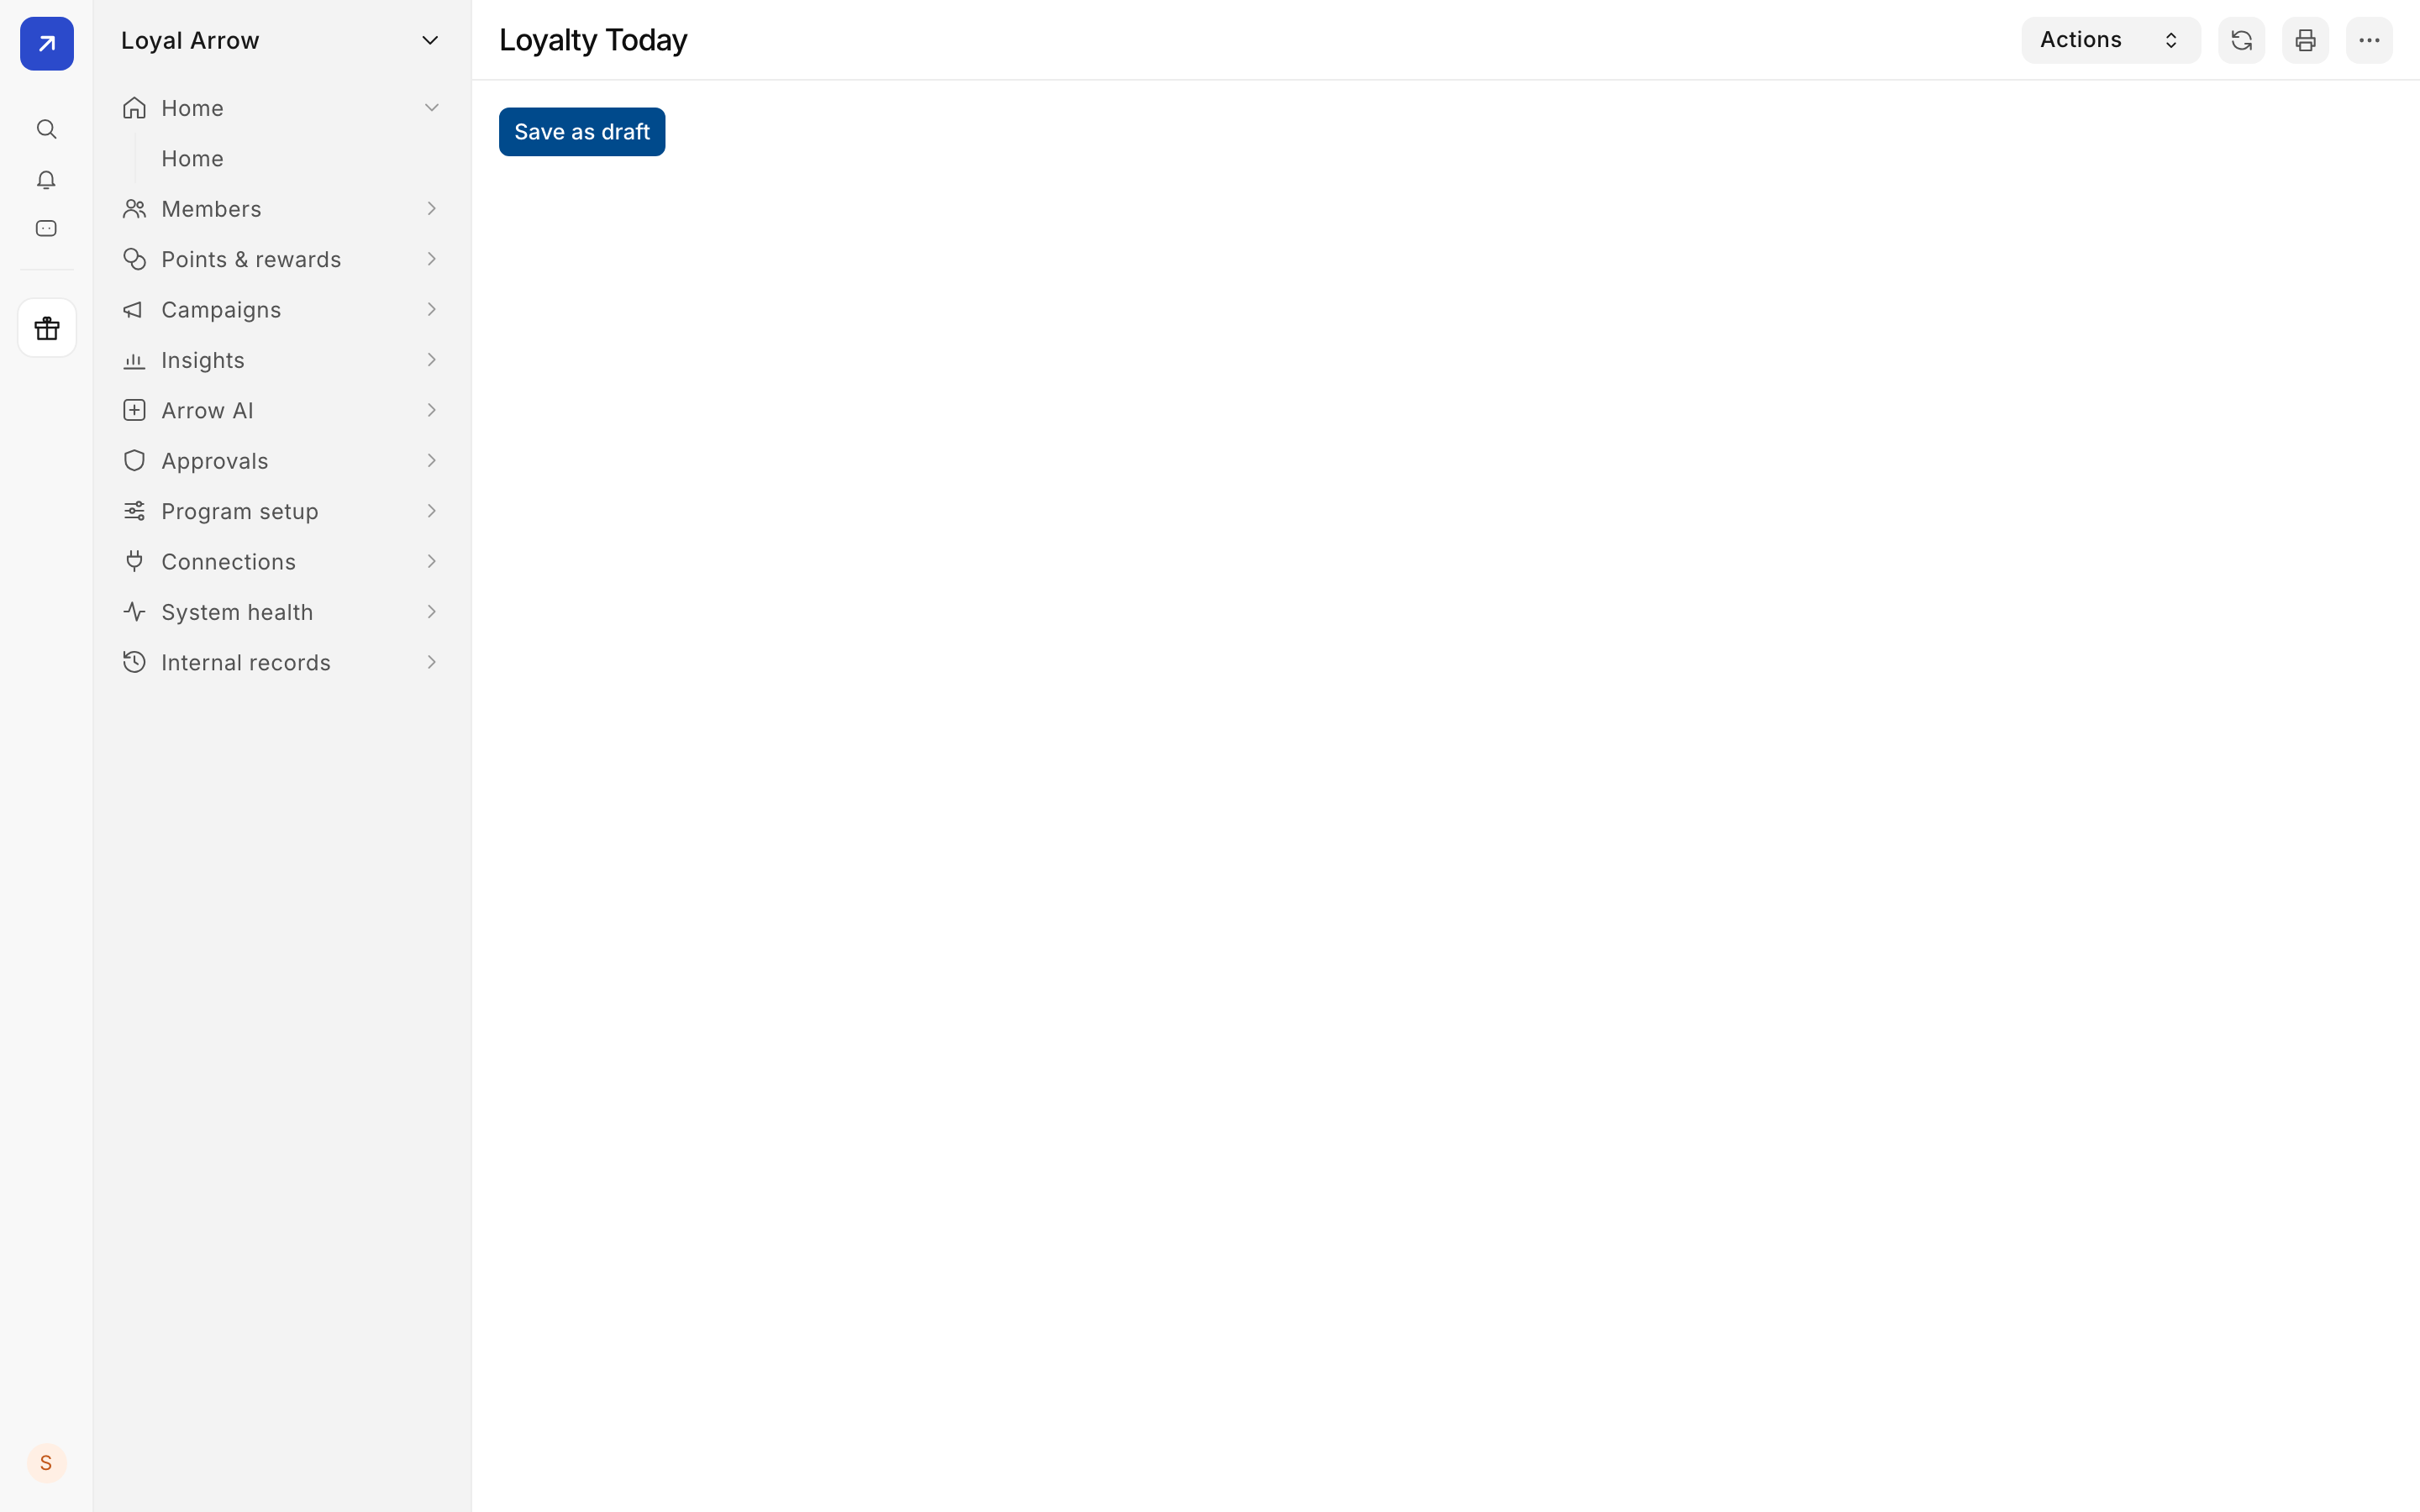 Loyal Arrow
Home
Home
Members
Points & rewards
Campaigns
Insights
Arrow AI
Approvals
Program setup
Connections
System health
Internal records
S
Loyalty Today
Actions
Save as draft